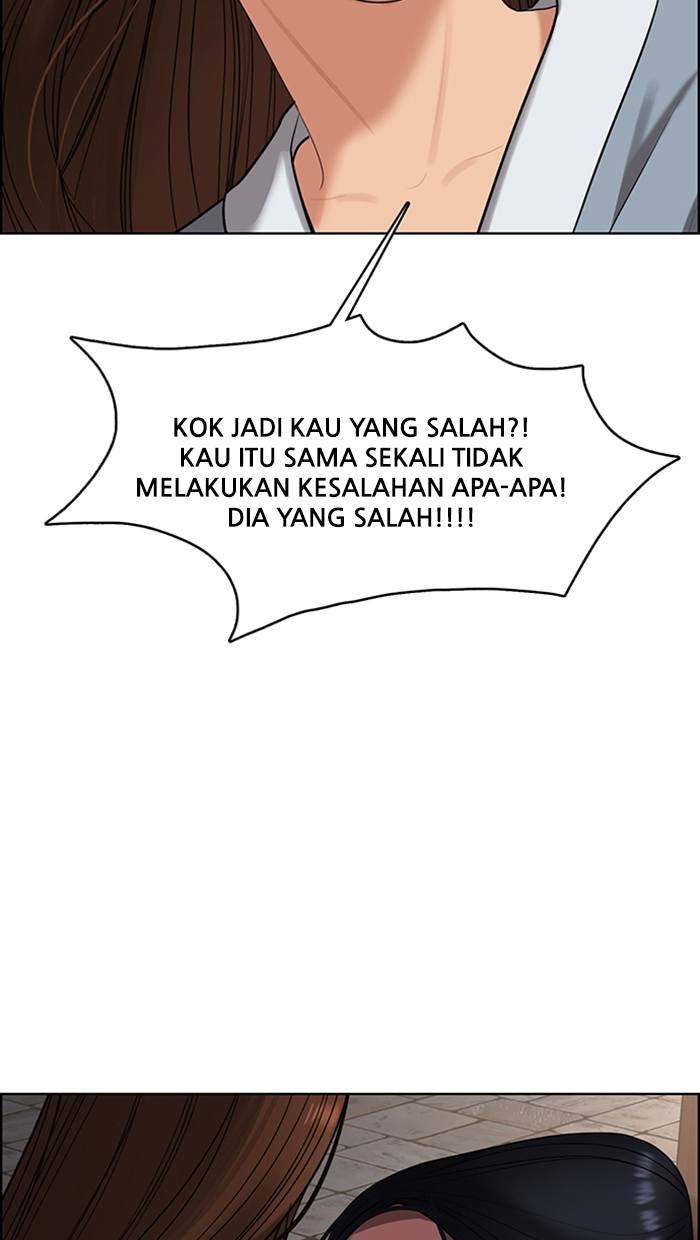 KOK JADI KAU YANG SALAH?!
KAU ITU SAMA SEKALI TIDAK
MELAKUKAN KESALAHAN APA-APA!
DIA YANG SALAH!!!!